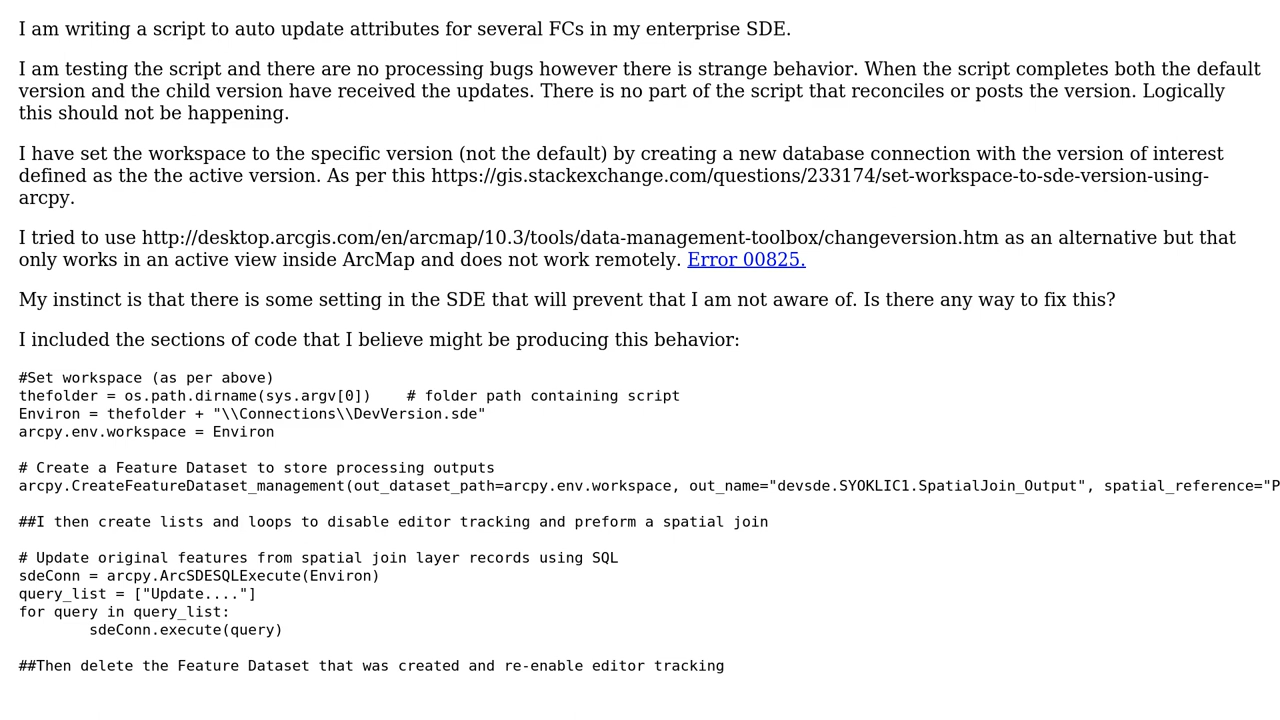 I am writing a script to auto update attributes for several FCs in my enterprise SDE.
I am testing the script and there are no processing bugs however there is strange behavior. When the script completes both the default
version and the child version have received the updates. There is no part of the script that reconciles or posts the version. Logically
this should not be happening.
I have set the workspace to the specific version (not the default) by creating a new database connection with the version of interest
defined as the the active version. As per this https://gis.stackexchange.com/questions/233174/set-workspace-to-sde-version-using-
arcpy.
I tried to use http://desktop.arcgis.com/en/arcmap/10.3/tools/data-management-toolbox/changeversion.htm as an alternative but that
only works in an active view inside ArcMap and does not work remotely. Error 00825.
My instinct is that there is some setting in the SDE that will prevent that I am not aware of. Is there any way to fix this?
I included the sections of code that I believe might be producing this behavior:
#Set workspace (as per above)
thefolder = os.path.dirname(sys.argv[0])    # folder path containing script
Environ = thefolder + "\\Connections\\DevVersion.sde"
arcpy.env.workspace = Environ
# Create a Feature Dataset to store processing outputs
arcpy.CreateFeatureDataset_management(out_dataset_path=arcpy.env.workspace, out_name="devsde.SYOKLIC1.SpatialJoin_Output", spatial_reference="P
##I then create lists and loops to disable editor tracking and preform a spatial join
# Update original features from spatial join layer records using SQL
sdeConn = arcpy.ArcSDESQLExecute(Environ)
query_list = ["Update...."]
for query in query_list:
        sdeConn.execute(query)
##Then delete the Feature Dataset that was created and re-enable editor tracking